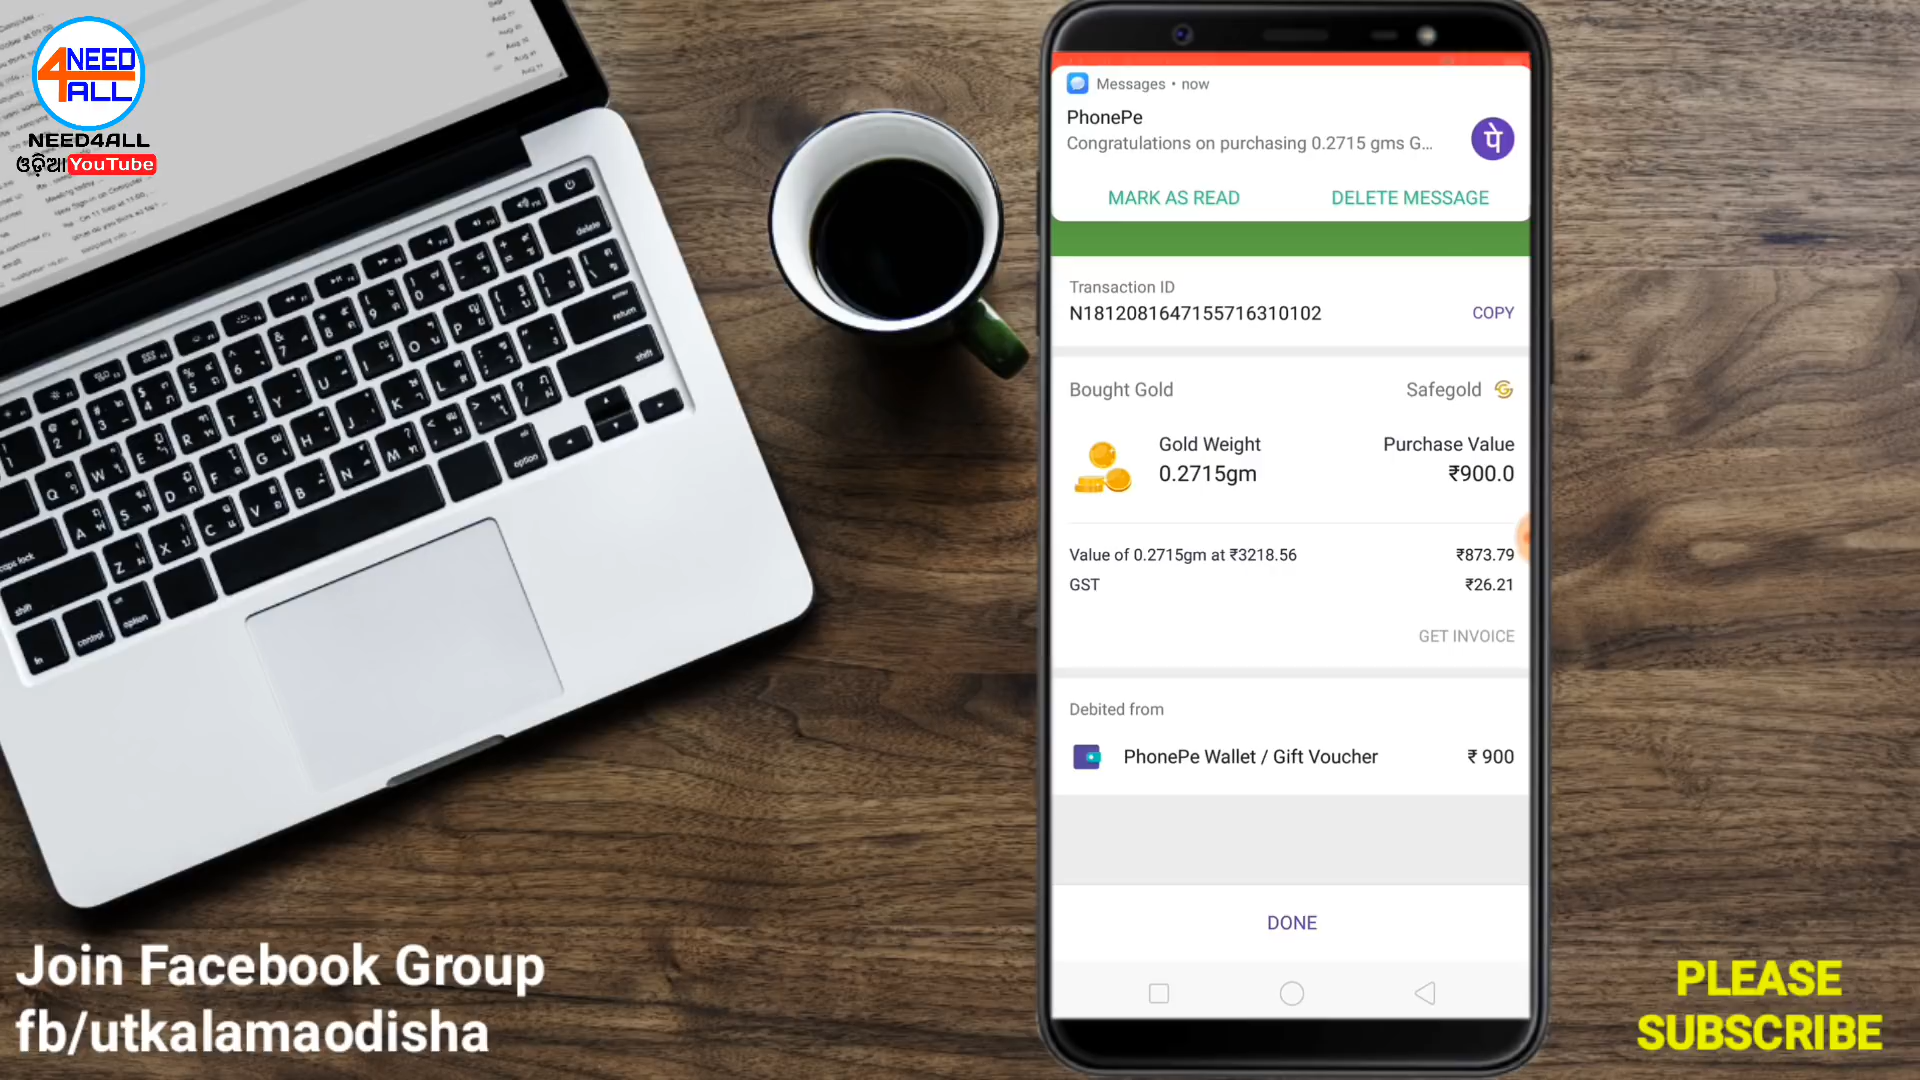 4NEED
ALL
NEED4ALL
ଓଡ଼ିଆ YouTube
Messages • now
PhonePe
Congratulations on purchasing 0.2715 gms G...
पे
MARK AS READ DELETE MESSAGE
Transaction ID
N1812081647155716310102 COPY
Bought Gold Safegold
Gold Weight Purchase Value
0.2715gm ₹900.0
Value of 0.2715gm at ₹3218.56 ₹873.79
GST ₹26.21
GET INVOICE
Debited from
PhonePe Wallet / Gift Voucher ₹ 900
DONE
Join Facebook Group
fb/utkalamaodisha
PLEASE
SUBSCRIBE